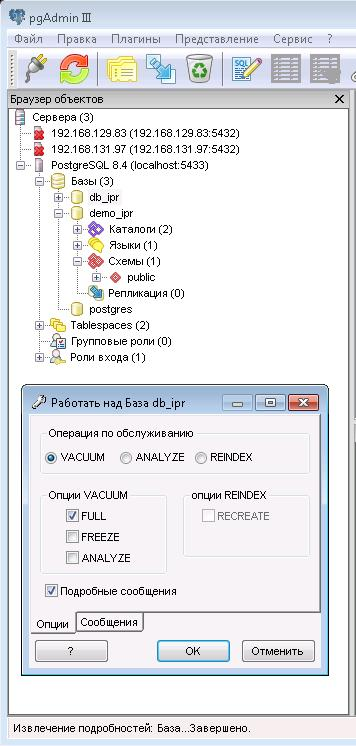 pgAdmin III
Файл Правка Плагины Представление Сервис ?
SQL
Браузер объектов
Сервера (3)
192.168.129.83 (192.168.129.83:5432)
192.168.131.97 (192.168.131.97:5432)
PostgreSQL 8.4 (localhost:5433)
Базы (3)
db_ipr
demo_ipr
Каталоги (2)
Языки (1)
Схемы (1)
public
Репликация (0)
postgres
Tablespaces (2)
Групповые роли (0)
Роли входа (1)
Работать над База db_ipr
Операция по обслуживанию
VACUUM ANALYZE REINDEX
Опции VACUUM опции REINDEX
FULL RECREATE
FREEZE
ANALYZE
Подробные сообщения
Опции Сообщения
? OK Отменить
Извлечение подробностей: База...Завершено.